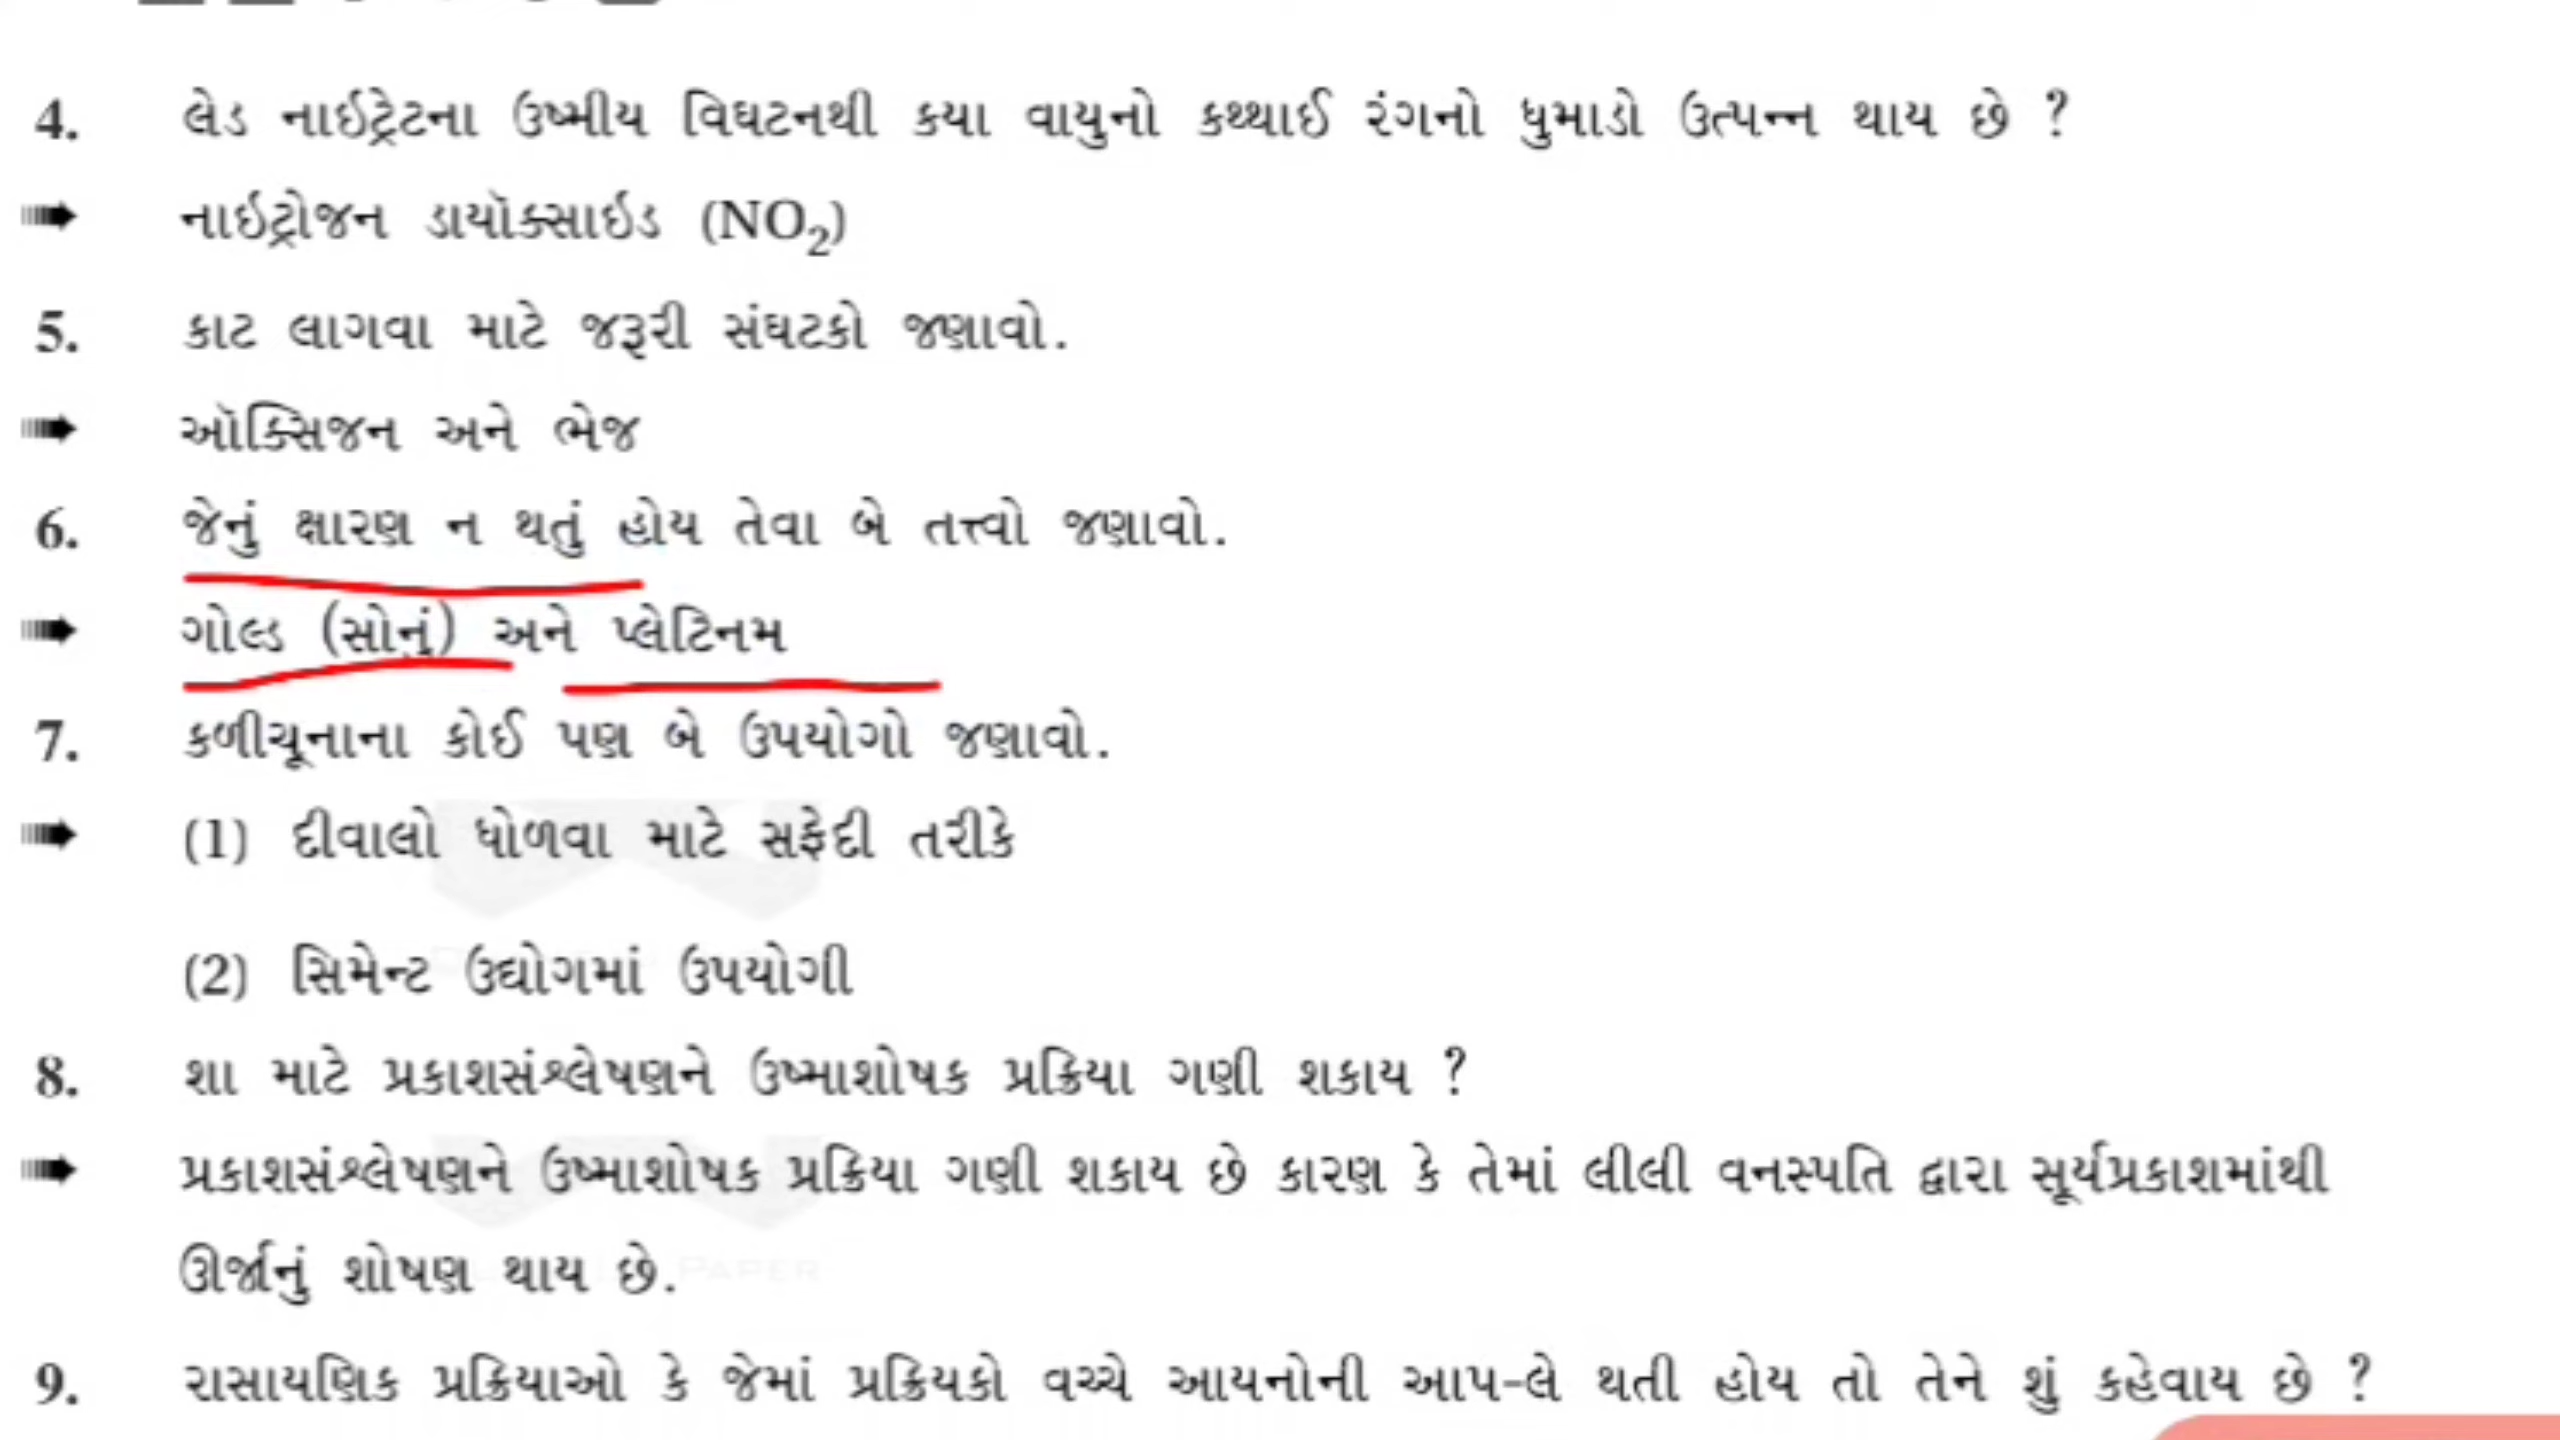 4. લેડ નાઈટ્રેટના ઉષ્મીય વિઘટનથી કયા વાયુનો કથ્થાઈ રંગનો ધુમાડો ઉત્પન્ન થાય છે ?
નાઇટ્રોજન ડાયૉક્સાઇડ (NO₂)
5. કાટ લાગવા માટે જરૂરી સંઘટકો જણાવો.
ઑક્સિજન અને ભેજ
6. જેનું ક્ષારણ ન થતું હોય તેવા બે તત્ત્વો જણાવો.
ગોલ્ડ (સોનું) અને પ્લેટિનમ
7. કળીચૂનાના કોઈ પણ બે ઉપયોગો જણાવો.
(1) દીવાલો ધોળવા માટે સફેદી તરીકે
(2) સિમેન્ટ ઉદ્યોગમાં ઉપયોગી
8. શા માટે પ્રકાશસંશ્લેષણને ઉષ્માશોષક પ્રક્રિયા ગણી શકાય ?
પ્રકાશસંશ્લેષણને ઉષ્માશોષક પ્રક્રિયા ગણી શકાય છે કારણ કે તેમાં લીલી વનસ્પતિ દ્વારા સૂર્યપ્રકાશમાંથી
ઊર્જાનું શોષણ થાય છે.
9. રાસાયણિક પ્રક્રિયાઓ કે જેમાં પ્રક્રિયકો વચ્ચે આયનોની આપ-લે થતી હોય તો તેને શું કહેવાય છે ?